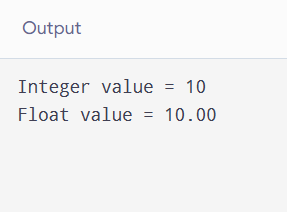 Output
Integer value = 10
Float value = 10.00